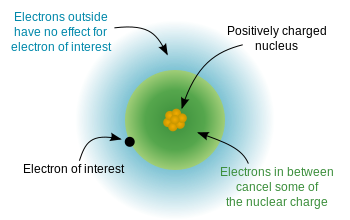 Electrons outside
have no effect for
electron of interest
Positively charged
nucleus
Electron of interest
Electrons in between
cancel some of
the nuclear charge